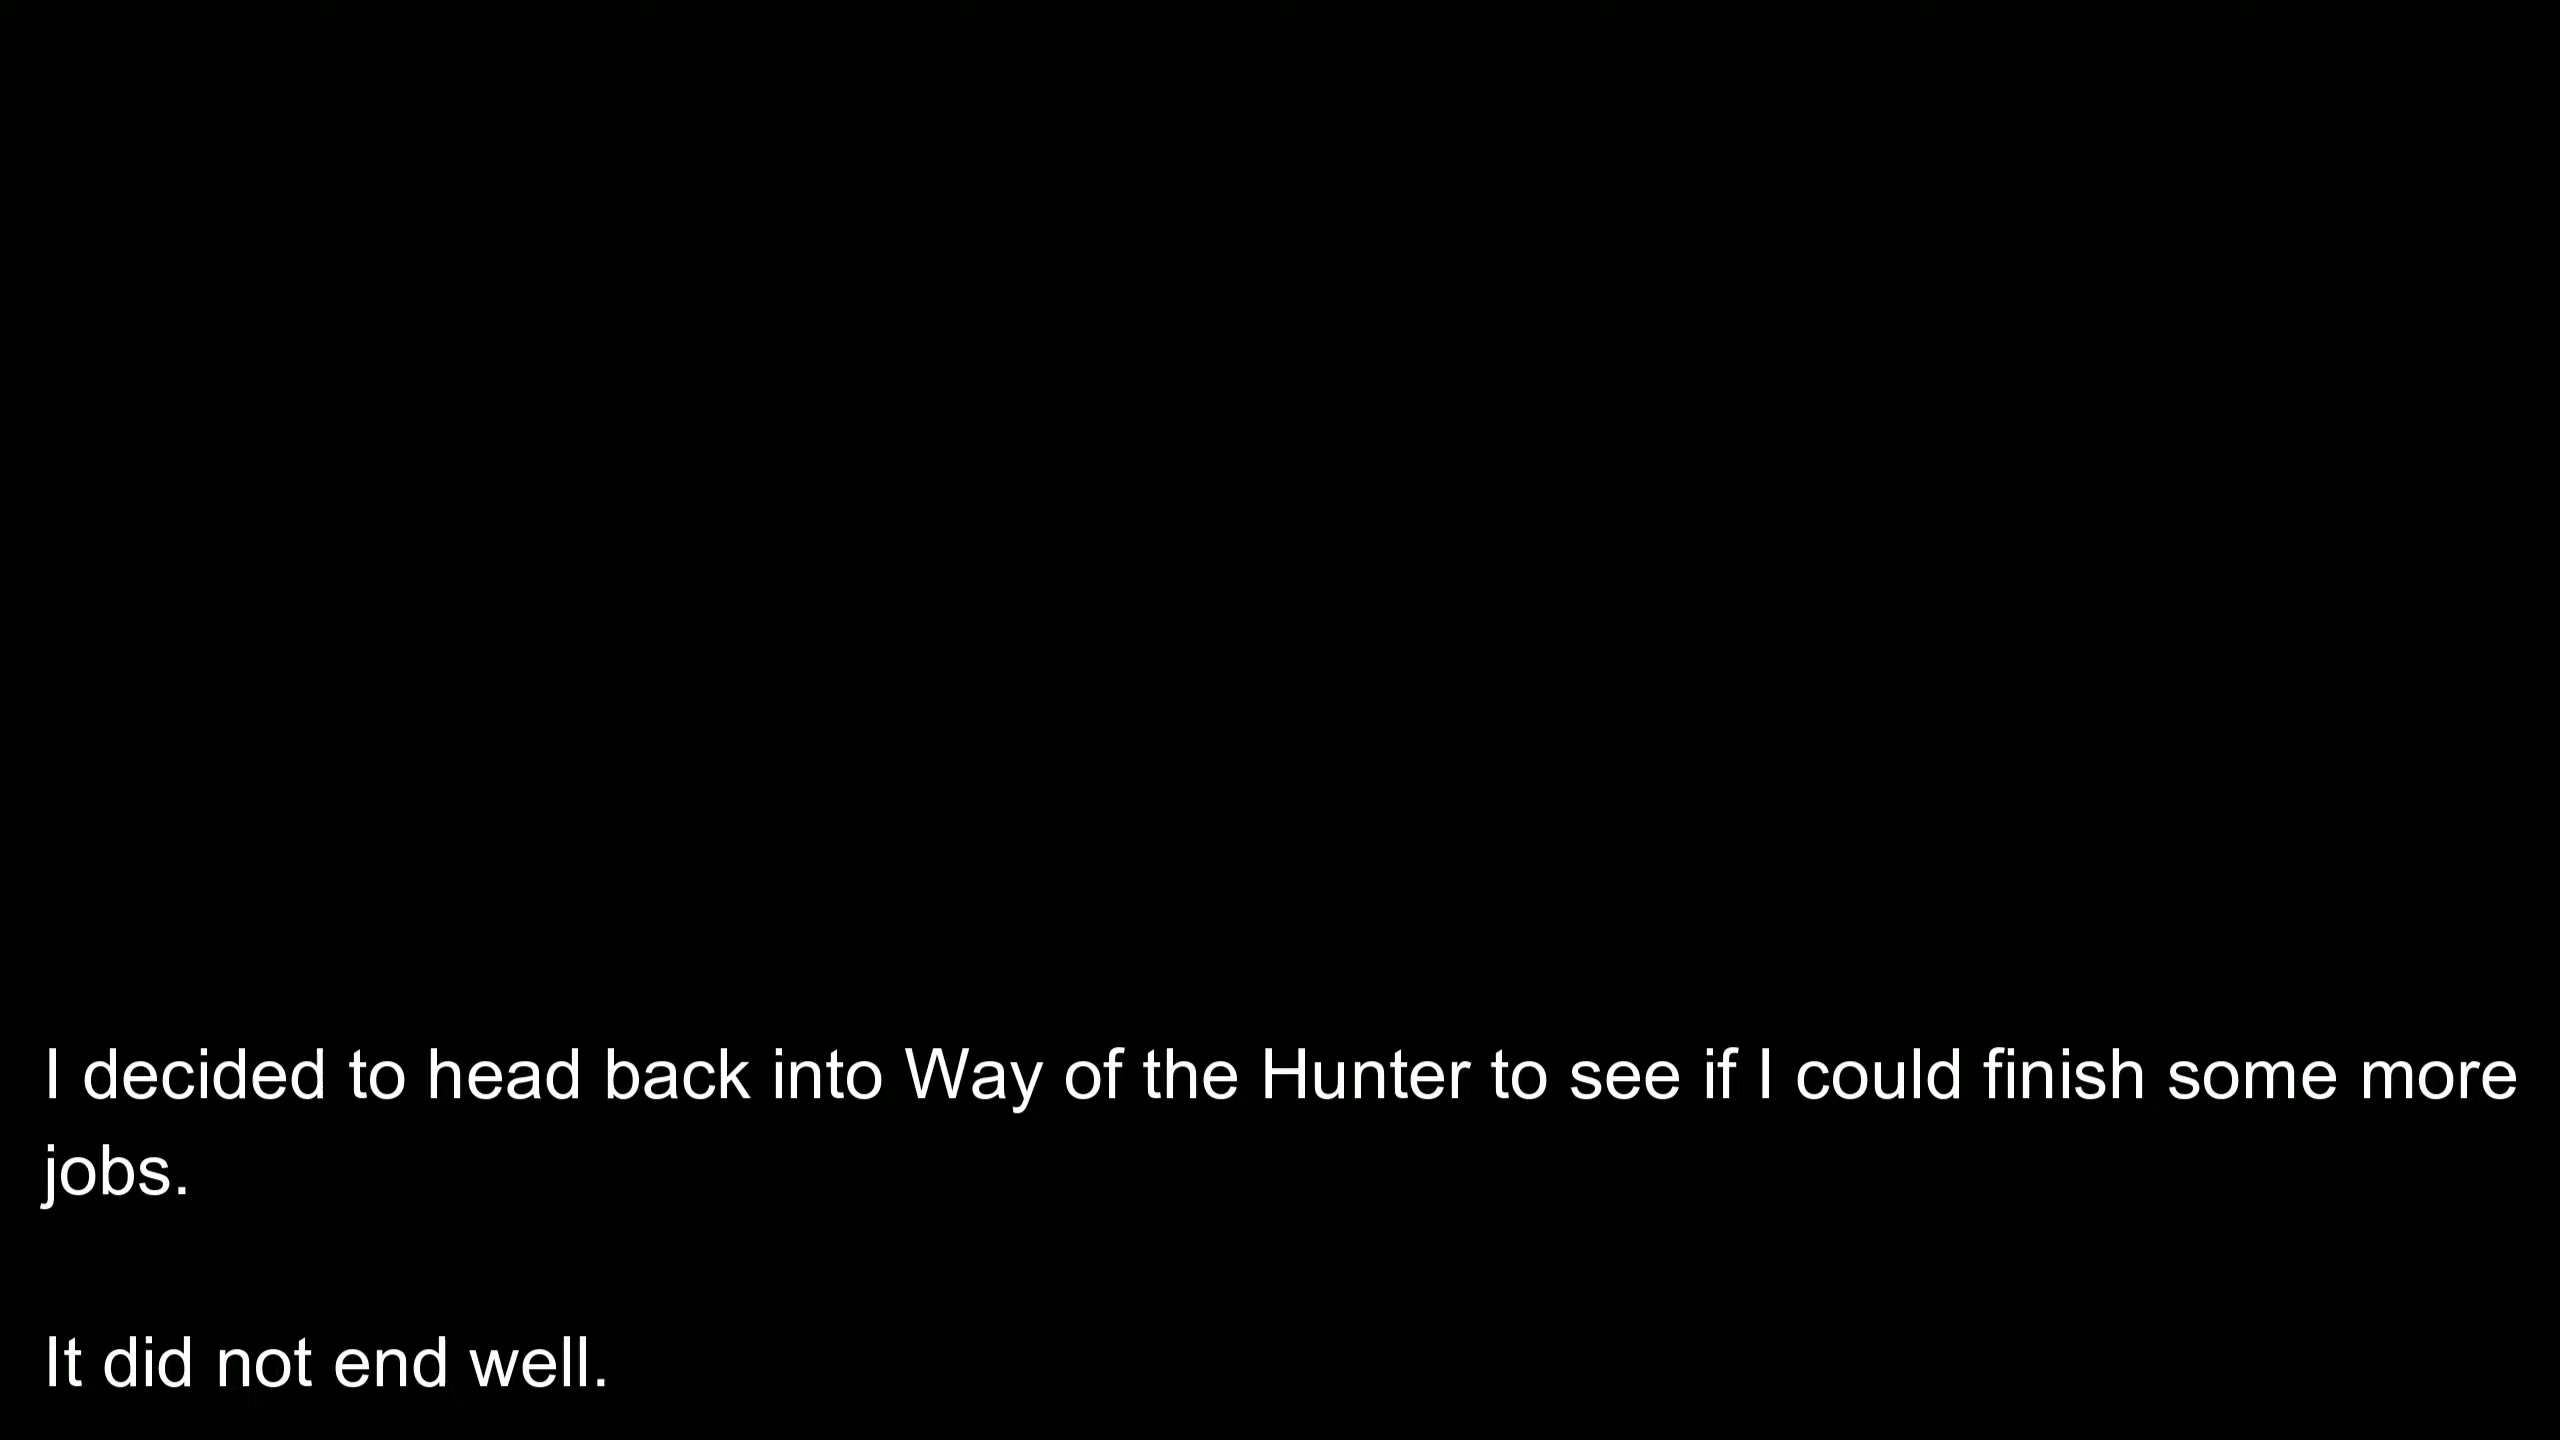 I decided to head back into Way of the Hunter to see if I could finish some more
jobs.
It did not end well.